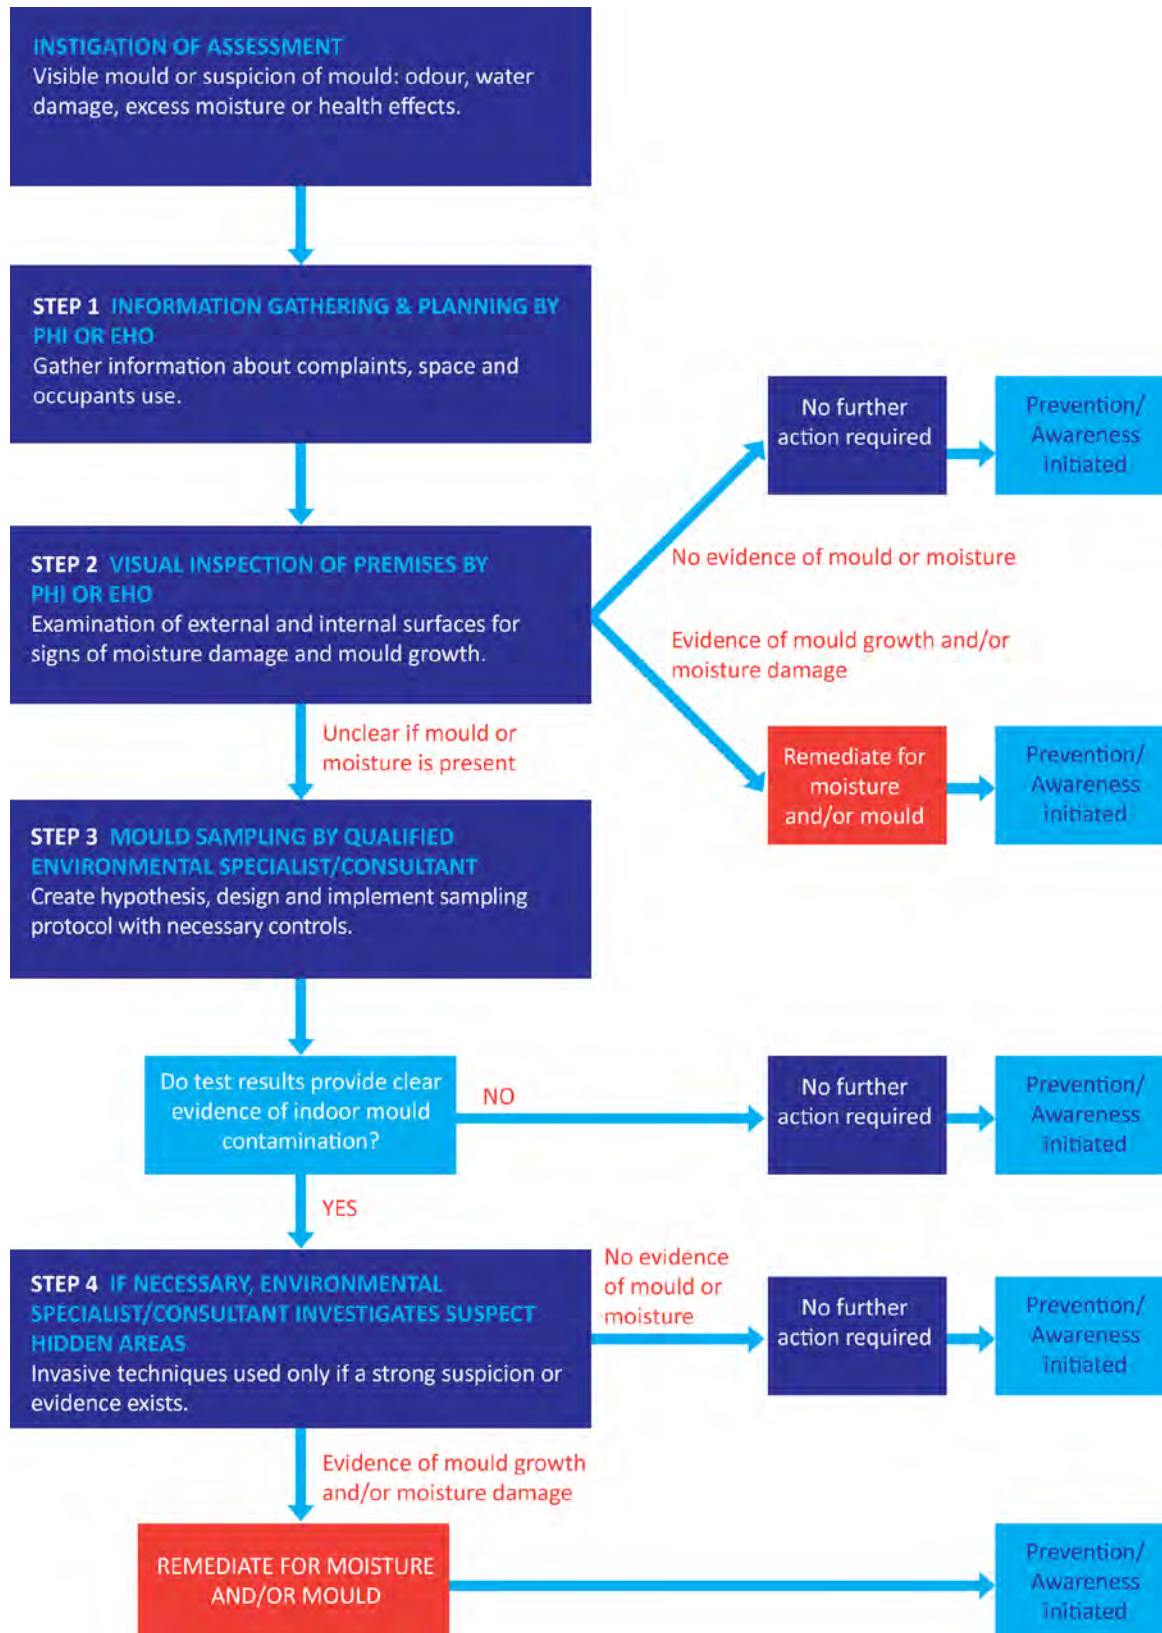 INSTIGATION OF ASSESSMENT
Visible mould or suspicion of mould: odour, water
damage, excess moisture or health effects.
STEP 1 INFORMATION GATHERING & PLANNING BY
PHI OR EHO
Gather information about complaints, space and
occupants use.
No further
action required
Prevention/
Awareness
initiated
STEP 2 VISUAL INSPECTION OF PREMISES BY
PHI OR EHO
Examination of external and internal surfaces for
signs of moisture damage and mould growth.
No evidence of mould or moisture
Evidence of mould growth and/or
moisture damage
Unclear if mould or
moisture is present
Remediate for
moisture
and/or mould
Prevention/
Awareness
initiated
STEP 3 MOULD SAMPLING BY QUALIFIED
ENVIRONMENTAL SPECIALIST/CONSULTANT
Create hypothesis, design and implement sampling
protocol with necessary controls.
Do test results provide clear
evidence of indoor mould
contamination?
NO
No further
action required
Prevention/
Awareness
initiated
YES
STEP 4 IF NECESSARY, ENVIRONMENTAL
SPECIALIST/CONSULTANT INVESTIGATES SUSPECT
HIDDEN AREAS
Invasive techniques used only if a strong suspicion or
evidence exists.
No evidence
of mould or
moisture
No further
action required
Prevention/
Awareness
initiated
Evidence of mould growth
and/or moisture damage
REMEDIATE FOR MOISTURE
AND/OR MOULD
Prevention/
Awareness
initiated